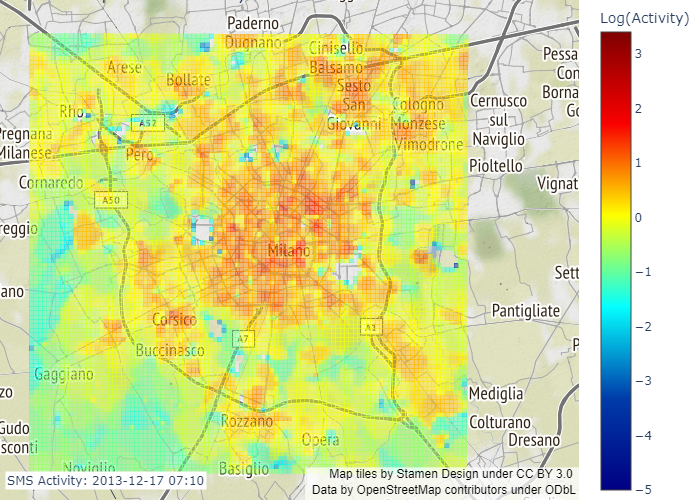 Log(Activity)
3
2
1
0
−1
−2
−3
−4
−5
Paderno
Dugnano
Cinisello
Balsamo
Arese
Bollate
Sesto
San
Giovanni
Cologno
Monzese
Vimodrone
Cernusco
sul
Naviglio
Pioltello
Pessa
Con
Borna
Go
Vignat
Rho
A52
Pregnana
Milanese
Pero
Cornaredo
A50
reggio
Milano
Sett
ano
Pantigliate
Corsico
A7
A1
Buccinasco
P
Gaggiano
zo
Mediglia
Rozzano
Colturano
Gudo
sconti
Opera
Dresano
Noviglio
Basiglio
SMS Activity: 2013-12-17 07:10
Map tiles by Stamen Design under CC BY 3.0
Data by OpenStreetMap contributors under ODbL